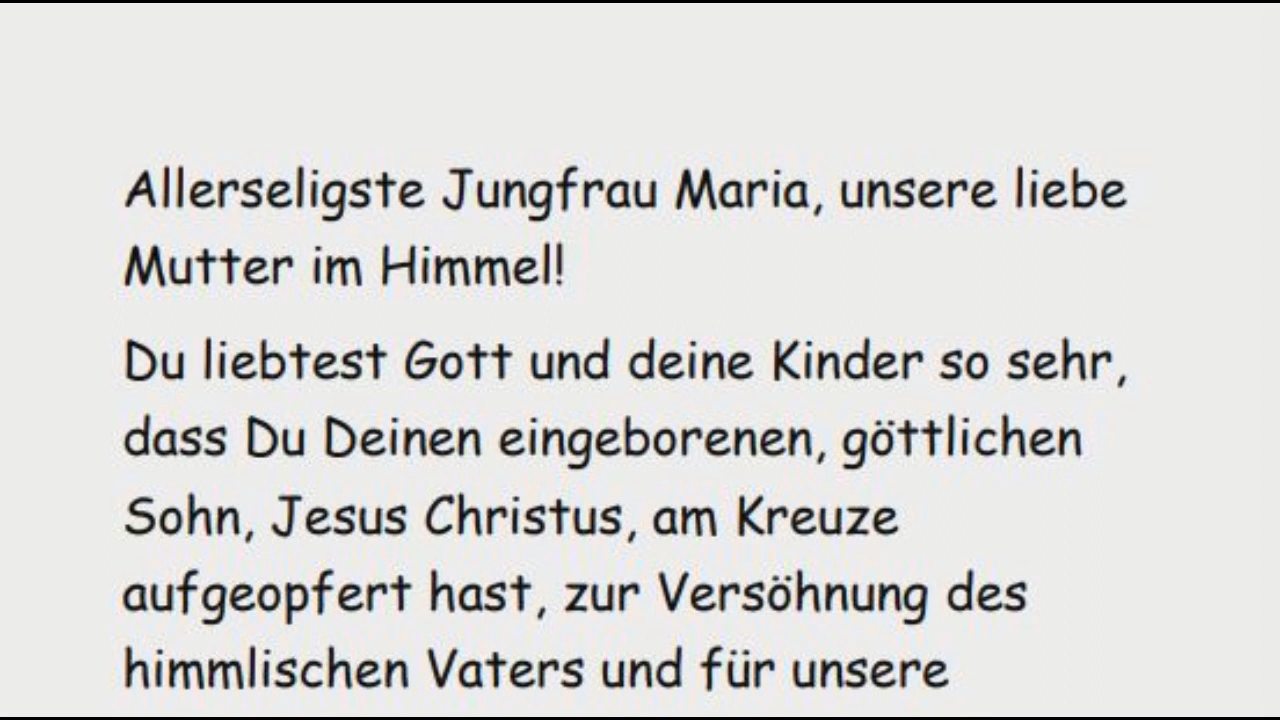 Allerseligste Jungfrau Maria, unsere liebe
Mutter im Himmel!
Du liebtest Gott und deine Kinder so sehr,
dass Du Deinen eingeborenen, göttlichen
Sohn, Jesus Christus, am Kreuze
aufgeopfert hast, zur Versöhnung des
himmlischen Vaters und für unsere